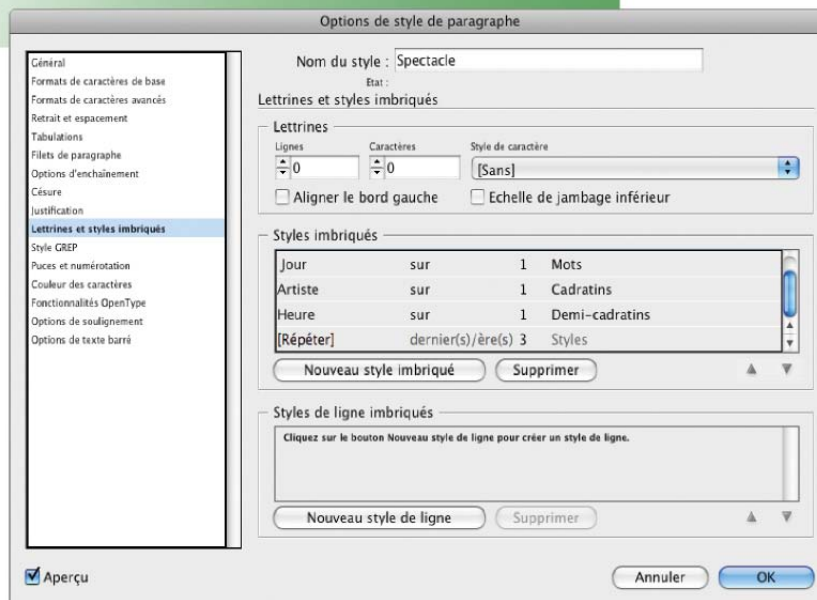 Options de style de paragraphe
Général
Formats de caractères de base
Formats de caractères avancés
Retrait et espacement
Tabulations
Filets de paragraphe
Options d'enchaînement
Césure
Justification
Lettrines et styles imbriqués
Style GREP
Puces et numérotation
Couleur des caractères
Fonctionnalités OpenType
Options de soulignement
Options de texte barré
Nom du style : Spectacle
Etat :
Lettrines et styles imbriqués
Lettrines
Lignes Caractères Style de caractère
0 0 [Sans]
Aligner le bord gauche Echelle de jambage inférieur
Styles imbriqués
Jour sur 1 Mots
Artiste sur 1 Cadratins
Heure sur 1 Demi-cadratins
[Répéter] dernier(s)/ère(s) 3 Styles
Nouveau style imbriqué Supprimer
Styles de ligne imbriqués
Cliquez sur le bouton Nouveau style de ligne pour créer un style de ligne.
Nouveau style de ligne Supprimer
Aperçu Annuler OK